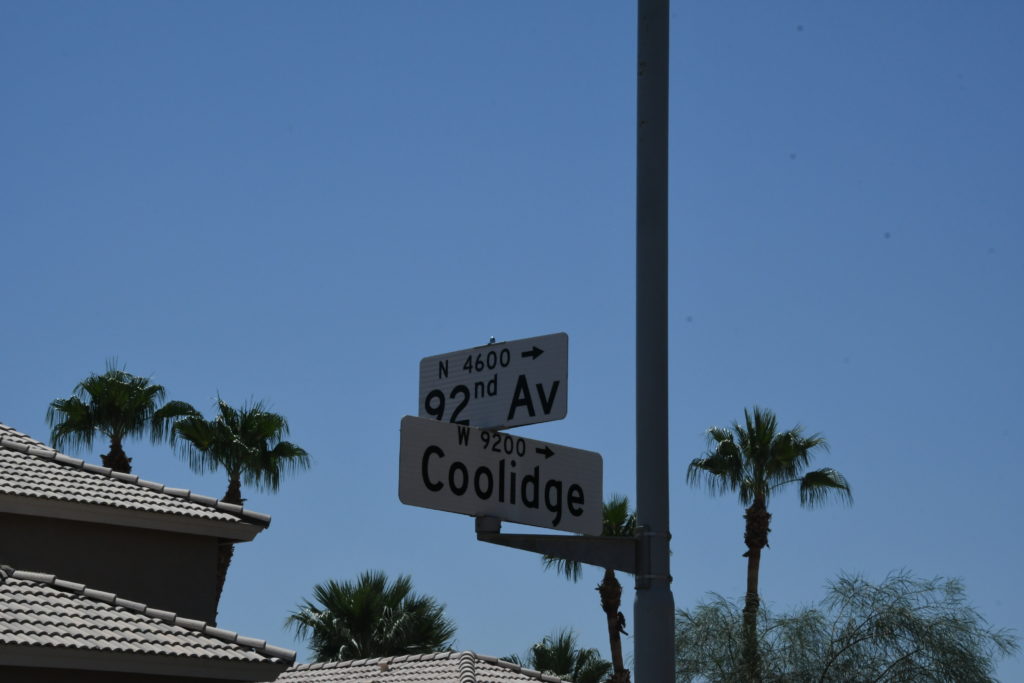 N 4600 →
92nd Av
W 9200 →
Coolidge